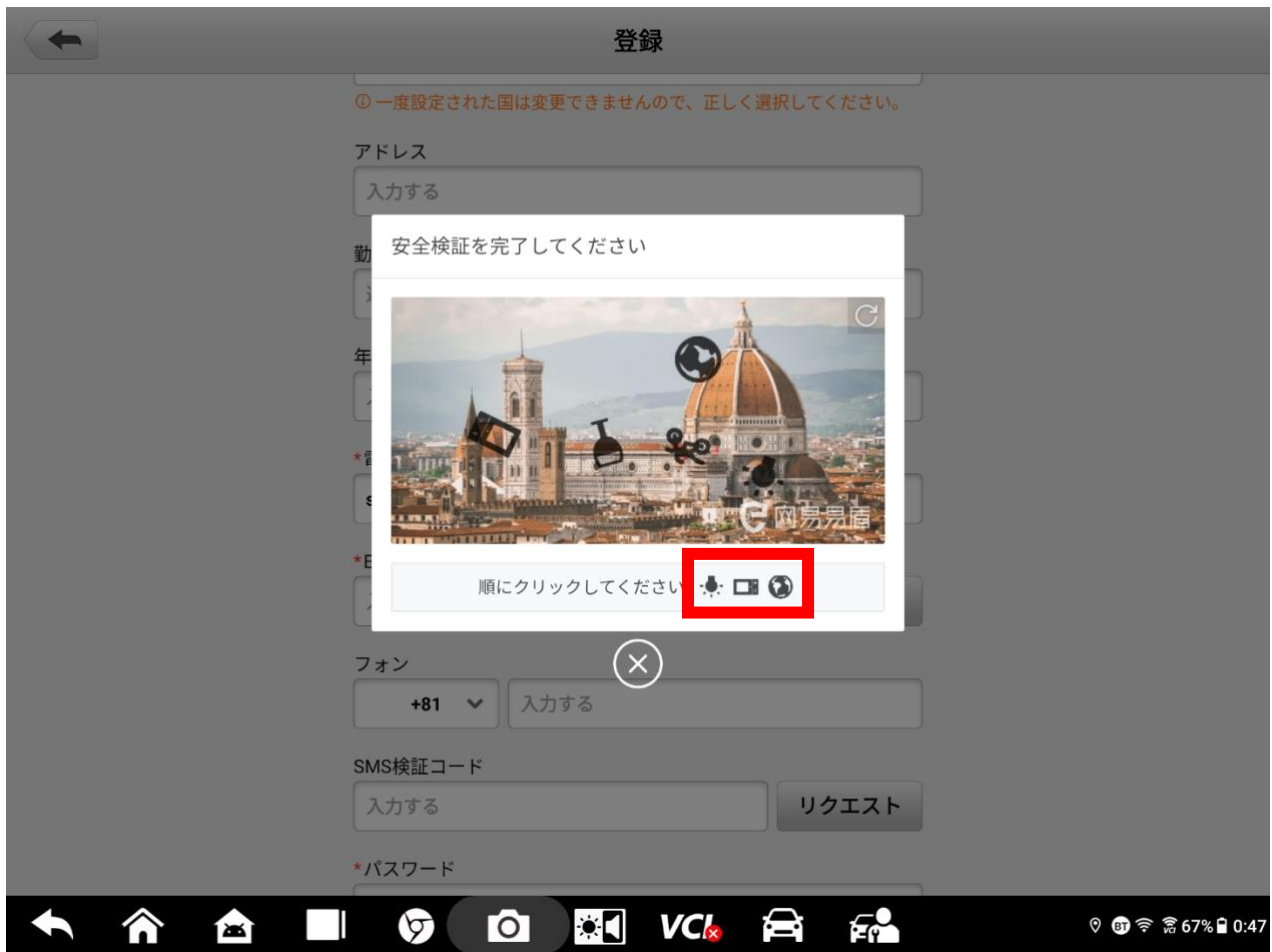 登録
① 一度設定された国は変更できませんので、正しく選択してください。
アドレス
入力する
安全検証を完了してください
勤
年
网易易盾
順にクリックしてください
*E
フォン
+81
入力する
SMS検証コード
入力する
リクエスト
*パスワード
VCI
BT
67%
0:47